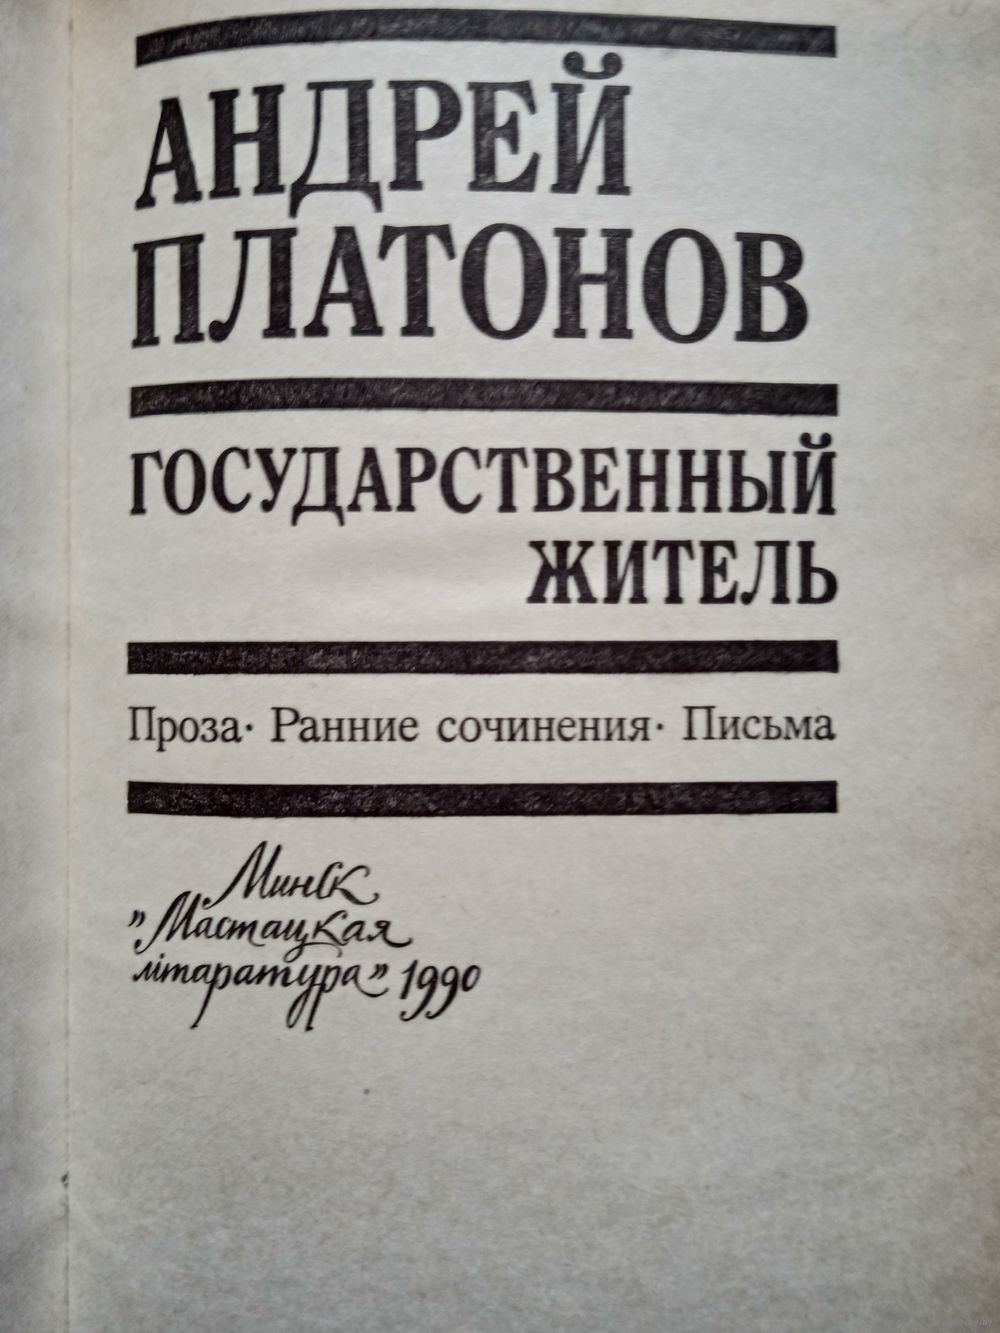 АНДРЕЙ
ПЛАТОНОВ
ГОСУДАРСТВЕННЫЙ
ЖИТЕЛЬ
Проза· Ранние сочинения· Письма
Минск
„Мастацкая
літаратура” 1990